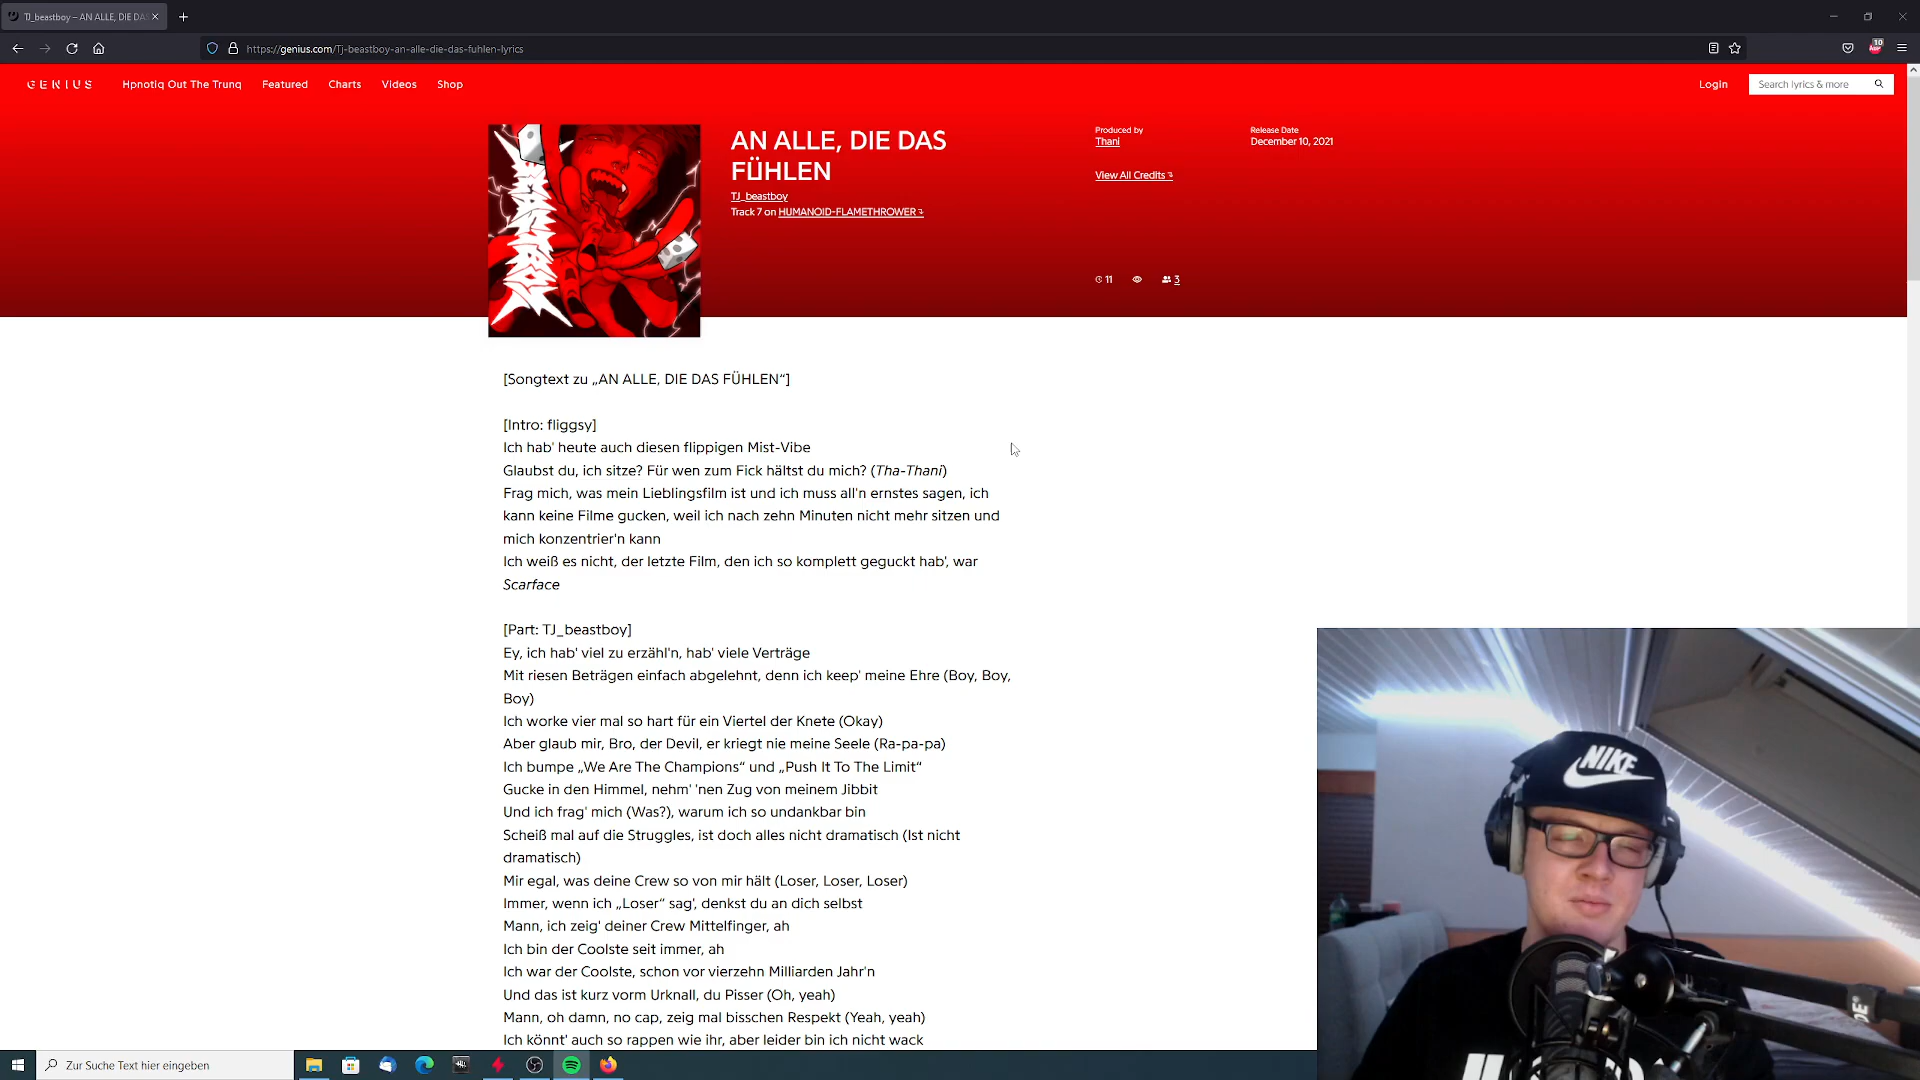 TJ_beastboy – AN ALLE, DIE DAS
https://genius.com/Tj-beastboy-an-alle-die-das-fuhlen-lyrics
10
GENIUS
Hpnotiq Out The Trunq
Featured
Charts
Videos
Shop
Login
Search lyrics & more
AN ALLE, DIE DAS
FÜHLEN
TJ_beastboy
Track 7 on HUMANOID-FLAMETHROWER
Produced by
Thani
Release Date
December 10, 2021
View All Credits
11
3
[Songtext zu „AN ALLE, DIE DAS FÜHLEN“]
[Intro: fliggsy]
Ich hab' heute auch diesen flippigen Mist-Vibe
Glaubst du, ich sitze? Für wen zum Fick hältst du mich? (Tha-Thani)
Frag mich, was mein Lieblingsfilm ist und ich muss all'n ernstes sagen, ich
kann keine Filme gucken, weil ich nach zehn Minuten nicht mehr sitzen und
mich konzentrier'n kann
Ich weiß es nicht, der letzte Film, den ich so komplett geguckt hab', war
Scarface
[Part: TJ_beastboy]
Ey, ich hab' viel zu erzähl'n, hab' viele Verträge
Mit riesen Beträgen einfach abgelehnt, denn ich keep' meine Ehre (Boy, Boy,
Boy)
Ich worke vier mal so hart für ein Viertel der Knete (Okay)
Aber glaub mir, Bro, der Devil, er kriegt nie meine Seele (Ra-pa-pa)
Ich bumpe „We Are The Champions“ und „Push It To The Limit“
Gucke in den Himmel, nehm' 'nen Zug von meinem Jibbit
Und ich frag' mich (Was?), warum ich so undankbar bin
Scheiß mal auf die Struggles, ist doch alles nicht dramatisch (Ist nicht
dramatisch)
Mir egal, was deine Crew so von mir hält (Loser, Loser, Loser)
Immer, wenn ich „Loser“ sag', denkst du an dich selbst
Mann, ich zeig' deiner Crew Mittelfinger, ah
Ich bin der Coolste seit immer, ah
Ich war der Coolste, schon vor vierzehn Milliarden Jahr'n
Und das ist kurz vorm Urknall, du Pisser (Oh, yeah)
Mann, oh damn, no cap, zeig mal bisschen Respekt (Yeah, yeah)
Ich könnt' auch so rappen wie ihr, aber leider bin ich nicht wack
NIKE
Zur Suche Text hier eingeben